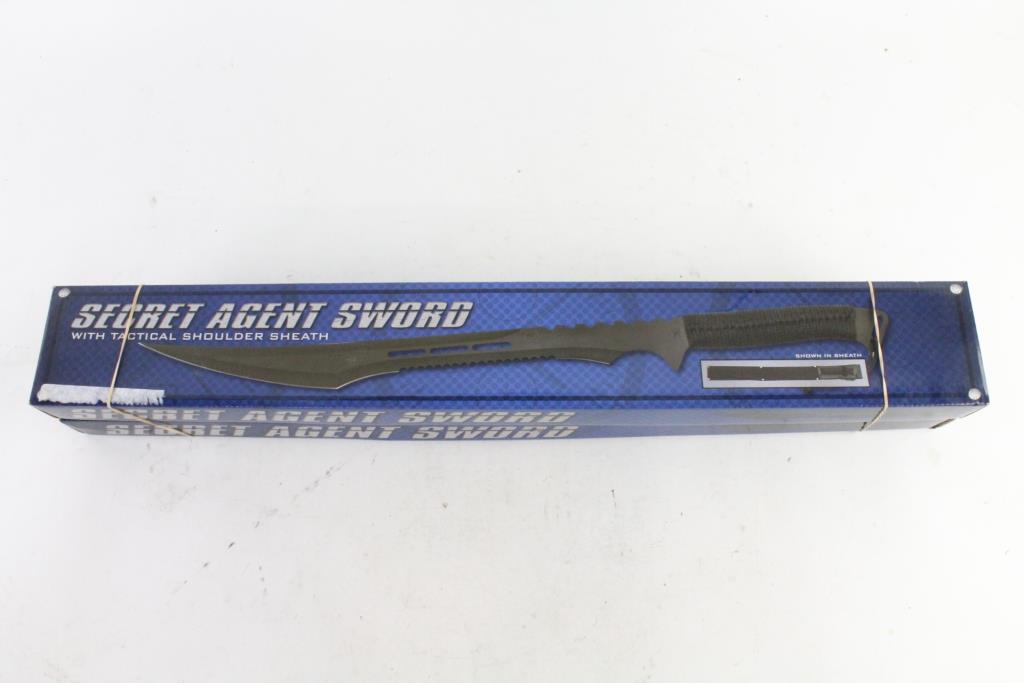 SECRET AGENT SWORD
WITH TACTICAL SHOULDER SHEATH
SHOWN IN SHEATH
SECRET AGENT SWORD
SECRET AGENT SWORD